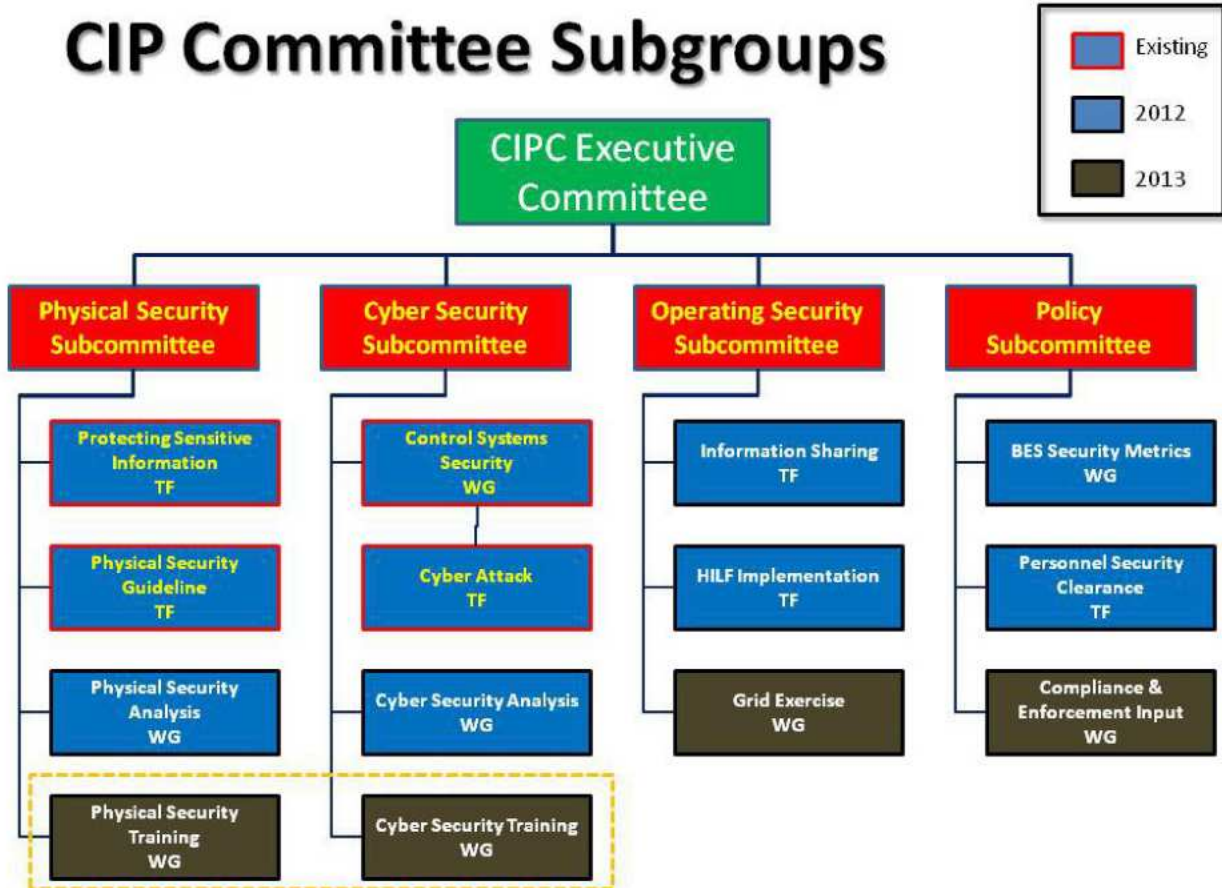 CIP Committee Subgroups
Existing
2012
2013
CIPC Executive
Committee
Physical Security
Subcommittee
Cyber Security
Subcommittee
Operating Security
Subcommittee
Policy
Subcommittee
Protecting Sensitive
Information
TF
Control Systems
Security
WG
Information Sharing
TF
BES Security Metrics
WG
Physical Security
Guideline
TF
Cyber Attack
TF
HILF Implementation
TF
Personnel Security
Clearance
TF
Physical Security
Analysis
WG
Cyber Security Analysis
WG
Grid Exercise
WG
Compliance &
Enforcement Input
WG
Physical Security
Training
WG
Cyber Security Training
WG